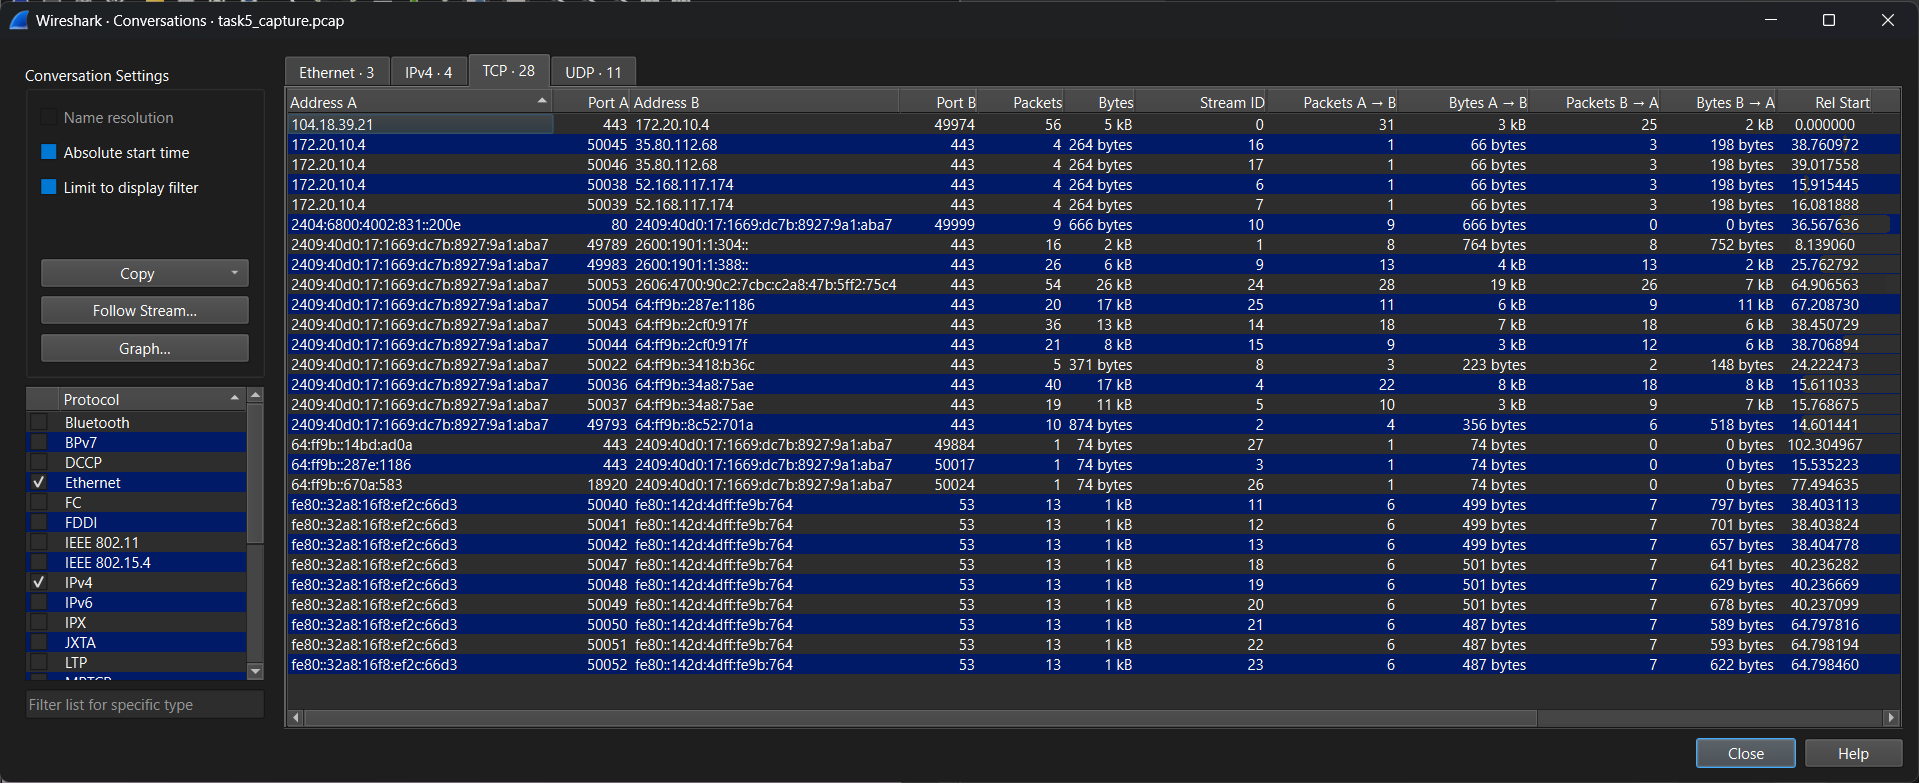 Wireshark · Conversations · task5_capture.pcap
Conversation Settings
Name resolution
Absolute start time
Limit to display filter
Copy
Follow Stream...
Graph...
Protocol
Bluetooth
BPv7
DCCP
Ethernet
FC
FDDI
IEEE 802.11
IEEE 802.15.4
IPv4
IPv6
IPX
JXTA
LTP
MPTCP
Filter list for specific type
Ethernet · 3 IPv4 · 4 TCP · 28 UDP · 11
Address A Port A Address B Port B Packets Bytes Stream ID Packets A → B Bytes A → B Packets B → A Bytes B → A Rel Start
104.18.39.21 443 172.20.10.4 49974 56 5 kB 0 31 3 kB 25 2 kB 0.000000
172.20.10.4 50045 35.80.112.68 443 4 264 bytes 16 1 66 bytes 3 198 bytes 38.760972
172.20.10.4 50046 35.80.112.68 443 4 264 bytes 17 1 66 bytes 3 198 bytes 39.017558
172.20.10.4 50038 52.168.117.174 443 4 264 bytes 6 1 66 bytes 3 198 bytes 15.915445
172.20.10.4 50039 52.168.117.174 443 4 264 bytes 7 1 66 bytes 3 198 bytes 16.081888
2404:6800:4002:831::200e 80 2409:40d0:17:1669:dc7b:8927:9a1:aba7 49999 9 666 bytes 10 9 666 bytes 0 0 bytes 36.567636
2409:40d0:17:1669:dc7b:8927:9a1:aba7 49789 2600:1901:1:304:: 443 16 2 kB 1 8 764 bytes 8 752 bytes 8.139060
2409:40d0:17:1669:dc7b:8927:9a1:aba7 49983 2600:1901:1:388:: 443 26 6 kB 9 13 4 kB 13 2 kB 25.762792
2409:40d0:17:1669:dc7b:8927:9a1:aba7 50053 2606:4700:90c2:7cbc:c2a8:47b:5ff2:75c4 443 54 26 kB 24 28 19 kB 26 7 kB 64.906563
2409:40d0:17:1669:dc7b:8927:9a1:aba7 50054 64:ff9b::287e:1186 443 20 17 kB 25 11 6 kB 9 11 kB 67.208730
2409:40d0:17:1669:dc7b:8927:9a1:aba7 50043 64:ff9b::2cf0:917f 443 36 13 kB 14 18 7 kB 18 6 kB 38.450729
2409:40d0:17:1669:dc7b:8927:9a1:aba7 50044 64:ff9b::2cf0:917f 443 21 8 kB 15 9 3 kB 12 6 kB 38.706894
2409:40d0:17:1669:dc7b:8927:9a1:aba7 50022 64:ff9b::3418:b36c 443 5 371 bytes 8 3 223 bytes 2 148 bytes 24.222473
2409:40d0:17:1669:dc7b:8927:9a1:aba7 50036 64:ff9b::34a8:75ae 443 40 17 kB 4 22 8 kB 18 8 kB 15.611033
2409:40d0:17:1669:dc7b:8927:9a1:aba7 50037 64:ff9b::34a8:75ae 443 19 11 kB 5 10 3 kB 9 7 kB 15.768675
2409:40d0:17:1669:dc7b:8927:9a1:aba7 49793 64:ff9b::8c52:701a 443 10 874 bytes 2 4 356 bytes 6 518 bytes 14.601441
64:ff9b::14bd:ad0a 443 2409:40d0:17:1669:dc7b:8927:9a1:aba7 49884 1 74 bytes 27 1 74 bytes 0 0 bytes 102.304967
64:ff9b::287e:1186 443 2409:40d0:17:1669:dc7b:8927:9a1:aba7 50017 1 74 bytes 3 1 74 bytes 0 0 bytes 15.535223
64:ff9b::670a:583 18920 2409:40d0:17:1669:dc7b:8927:9a1:aba7 50024 1 74 bytes 26 1 74 bytes 0 0 bytes 77.494635
fe80::32a8:16f8:ef2c:66d3 50040 fe80::142d:4dff:fe9b:764 53 13 1 kB 11 6 499 bytes 7 797 bytes 38.403113
fe80::32a8:16f8:ef2c:66d3 50041 fe80::142d:4dff:fe9b:764 53 13 1 kB 12 6 499 bytes 7 701 bytes 38.403824
fe80::32a8:16f8:ef2c:66d3 50042 fe80::142d:4dff:fe9b:764 53 13 1 kB 13 6 499 bytes 7 657 bytes 38.404778
fe80::32a8:16f8:ef2c:66d3 50047 fe80::142d:4dff:fe9b:764 53 13 1 kB 18 6 501 bytes 7 641 bytes 40.236282
fe80::32a8:16f8:ef2c:66d3 50048 fe80::142d:4dff:fe9b:764 53 13 1 kB 19 6 501 bytes 7 629 bytes 40.236669
fe80::32a8:16f8:ef2c:66d3 50049 fe80::142d:4dff:fe9b:764 53 13 1 kB 20 6 501 bytes 7 678 bytes 40.237099
fe80::32a8:16f8:ef2c:66d3 50050 fe80::142d:4dff:fe9b:764 53 13 1 kB 21 6 487 bytes 7 589 bytes 64.797816
fe80::32a8:16f8:ef2c:66d3 50051 fe80::142d:4dff:fe9b:764 53 13 1 kB 22 6 487 bytes 7 593 bytes 64.798194
fe80::32a8:16f8:ef2c:66d3 50052 fe80::142d:4dff:fe9b:764 53 13 1 kB 23 6 487 bytes 7 622 bytes 64.798460
Close Help